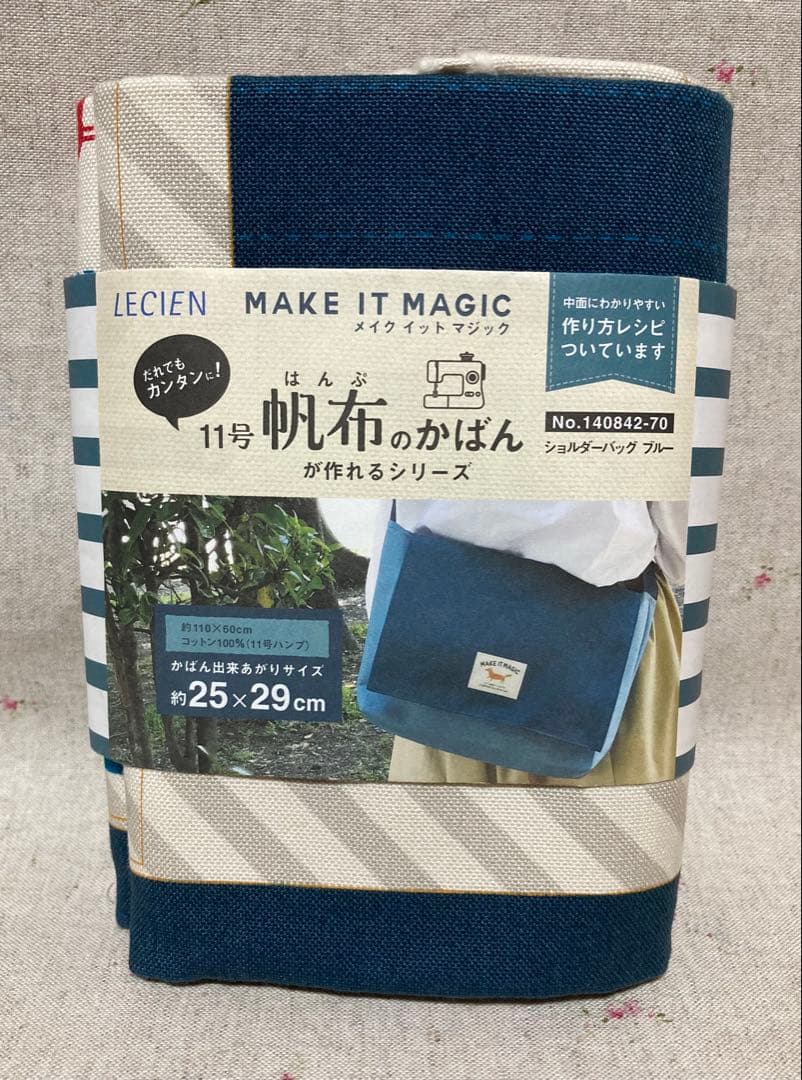 LECIEN
MAKE IT MAGIC
メイク イット マジック
中面にわかりやすい
作り方レシピ
ついています
だれでも
カンタンに!
はんぷ
11号 帆布のかばん
が作れるシリーズ
No.140842-70
ショルダーバッグ ブルー
約110×60cm
コットン100%(11号ハンプ)
かばん出来あがりサイズ
約25×29cm
MAKE IT MAGIC